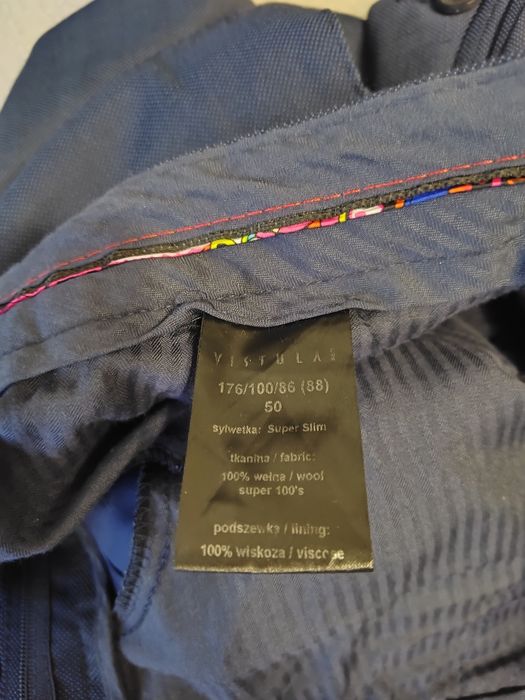 VISTULA
176/100/86 (88)
50
sylwetka: Super Slim
tkanina / fabric:
100% wełna / wool
super 100's
podszewka / lining:
100% wiskoza / viscose